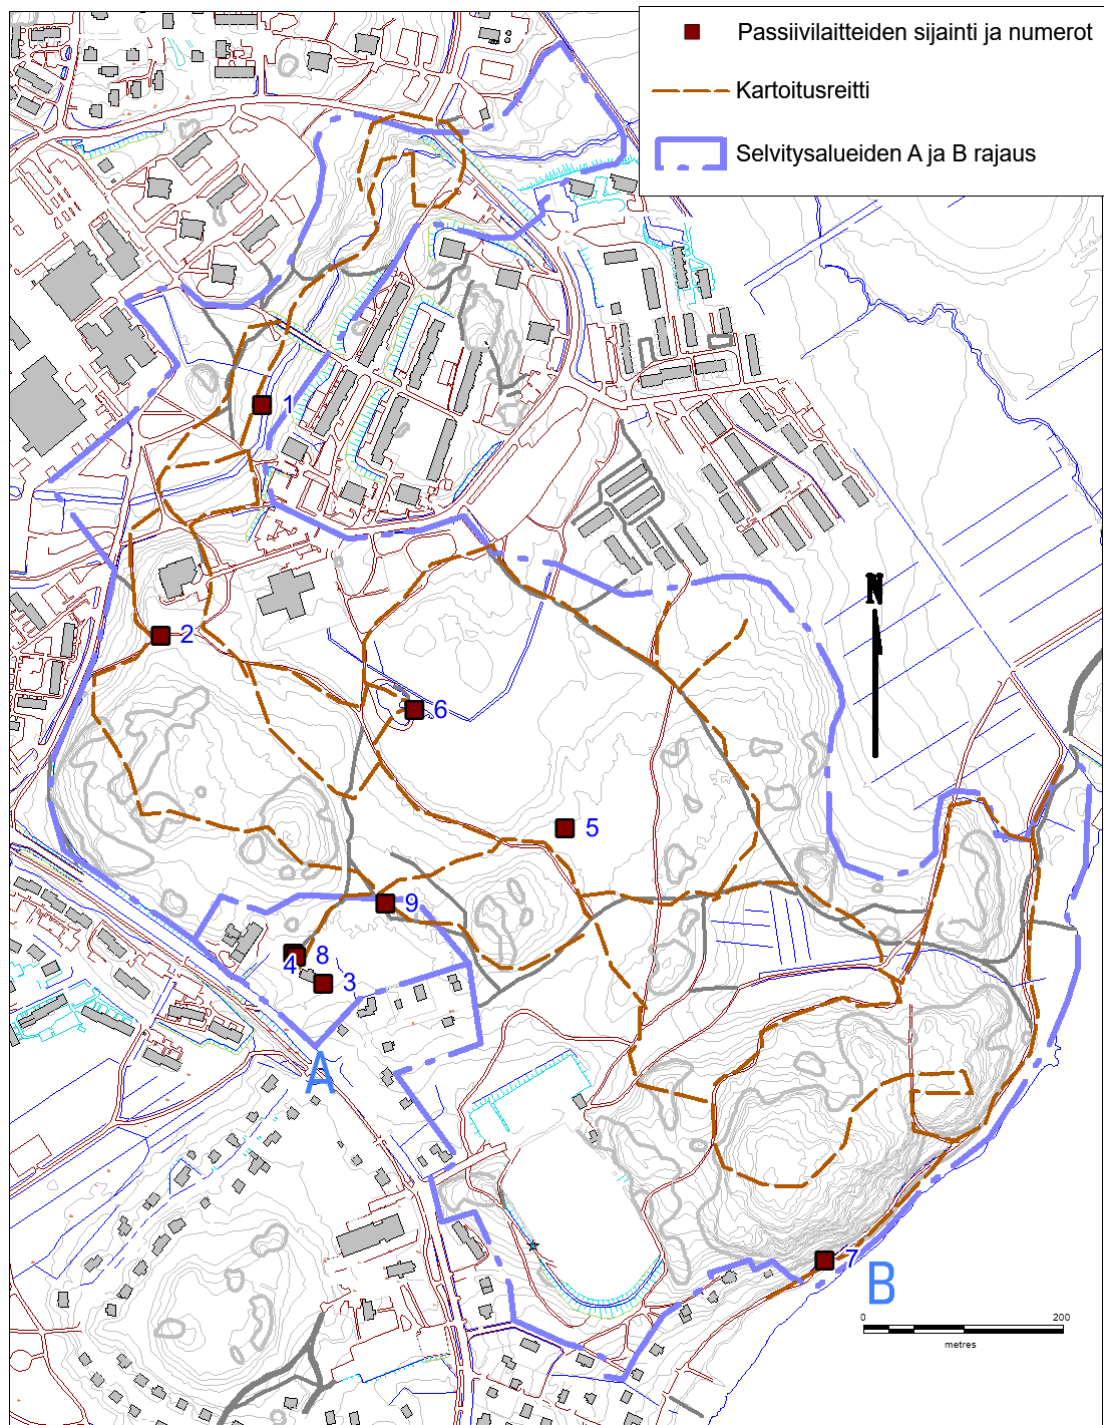 Passiivilaitteiden sijainti ja numerot
Kartoitusreitti
Selvitysalueiden A ja B rajaus
1
N
2
6
5
9
8
4
3
A
7
B
0 200
metres